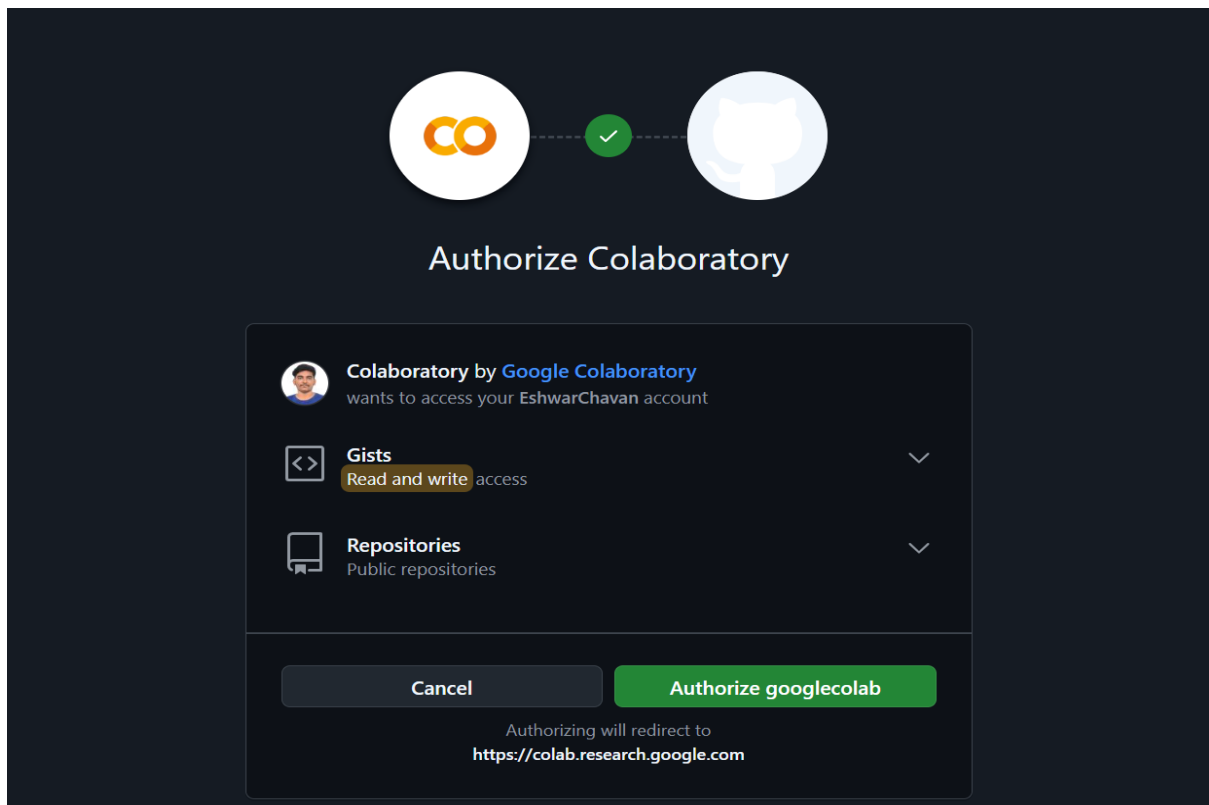 Authorize Colaboratory
Colaboratory by Google Colaboratory
wants to access your EshwarChavan account
Gists
Read and write access
Repositories
Public repositories
Cancel
Authorize googlecolab
Authorizing will redirect to
https://colab.research.google.com